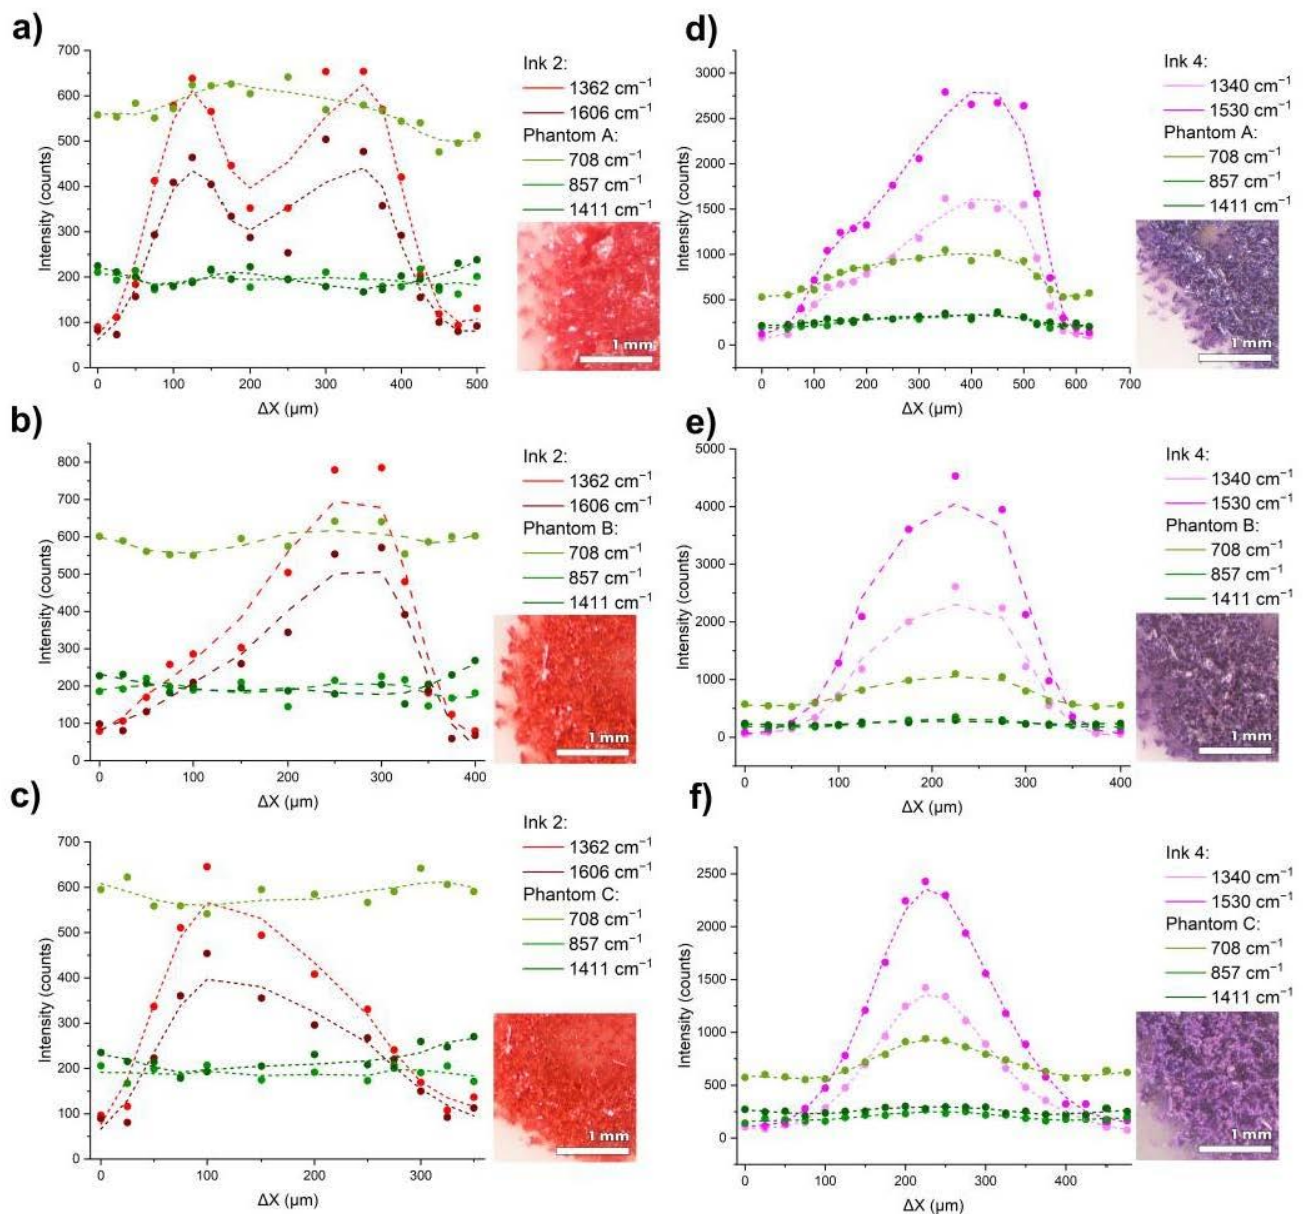 a)
700
600
500
400
300
200
100
0
Intensity (counts)
0 100 200 300 400 500
ΔX (µm)
Ink 2:
1362 cm⁻¹
1606 cm⁻¹
Phantom A:
708 cm⁻¹
857 cm⁻¹
1411 cm⁻¹
1 mm
d)
3000
2500
2000
1500
1000
500
0
Intensity (counts)
0 100 200 300 400 500 600 700
ΔX (µm)
Ink 4:
1340 cm⁻¹
1530 cm⁻¹
Phantom A:
708 cm⁻¹
857 cm⁻¹
1411 cm⁻¹
1 mm
b)
800
700
600
500
400
300
200
100
0
Intensity (counts)
0 100 200 300 400
ΔX (µm)
Ink 2:
1362 cm⁻¹
1606 cm⁻¹
Phantom B:
708 cm⁻¹
857 cm⁻¹
1411 cm⁻¹
1 mm
e)
5000
4000
3000
2000
1000
0
Intensity (counts)
0 100 200 300 400
ΔX (µm)
Ink 4:
1340 cm⁻¹
1530 cm⁻¹
Phantom B:
708 cm⁻¹
857 cm⁻¹
1411 cm⁻¹
1 mm
c)
700
600
500
400
300
200
100
0
Intensity (counts)
0 100 200 300
ΔX (µm)
Ink 2:
1362 cm⁻¹
1606 cm⁻¹
Phantom C:
708 cm⁻¹
857 cm⁻¹
1411 cm⁻¹
1 mm
f)
2500
2000
1500
1000
500
0
Intensity (counts)
0 100 200 300 400
ΔX (µm)
Ink 4:
1340 cm⁻¹
1530 cm⁻¹
Phantom C:
708 cm⁻¹
857 cm⁻¹
1411 cm⁻¹
1 mm